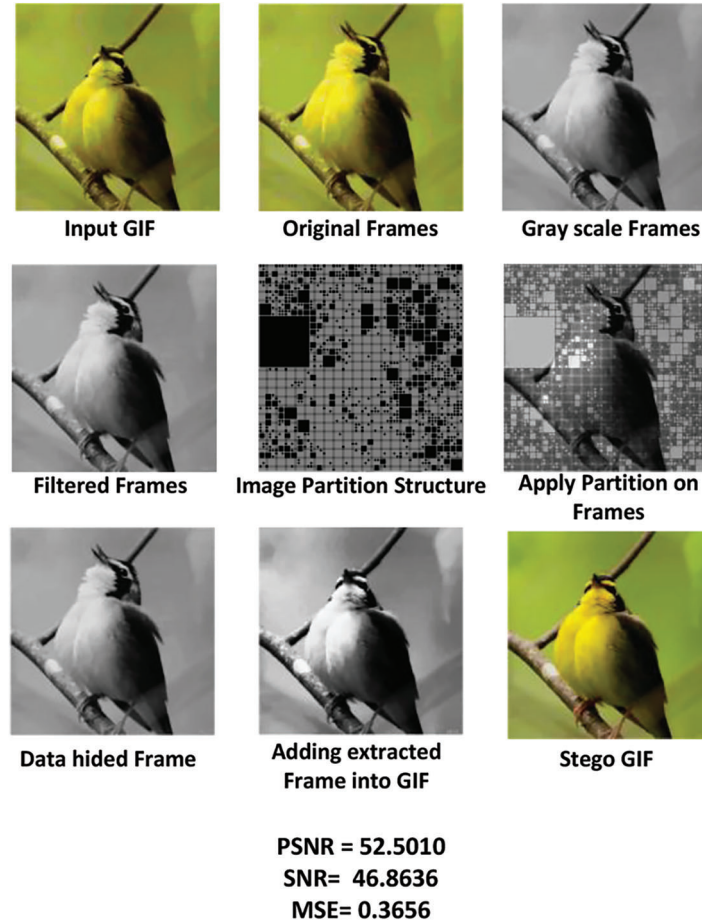 Input GIF
Original Frames
Gray scale Frames
Filtered Frames
Image Partition Structure
Apply Partition on
Frames
Data hided Frame
Adding extracted
Frame into GIF
Stego GIF
PSNR = 52.5010
SNR= 46.8636
MSE= 0.3656